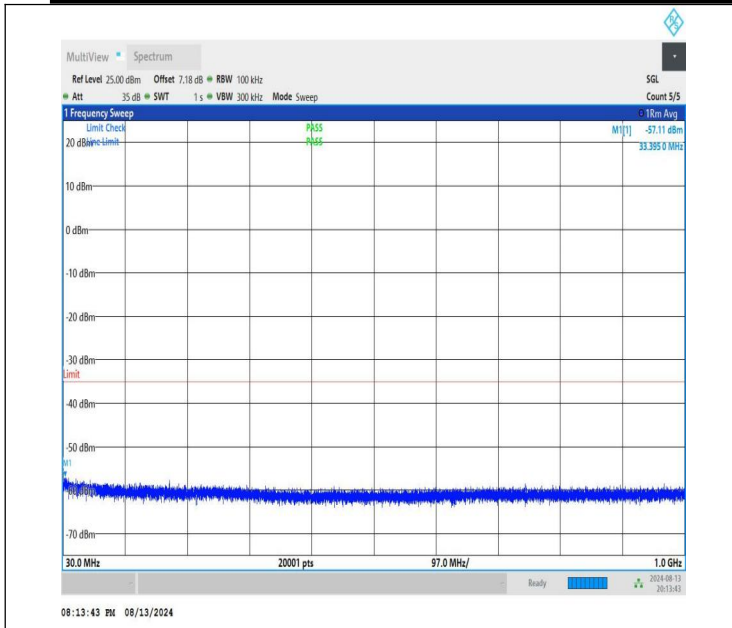 MultiView Spectrum
Ref Level 25.00 dBm Offset 7.18 dB RBW 100 kHz SGL
Att 35 dB SWT 1 s VBW 300 kHz Mode Sweep Count 5/5
1 Frequency Sweep 1Rm Avg
Limit Check PASS M1[1] -57.11 dBm
20 dBm Line Limit PASS 33.395 0 MHz
10 dBm
0 dBm
-10 dBm
-20 dBm
-30 dBm
Limit
-40 dBm
-50 dBm
M1
-60 dBm
-70 dBm
30.0 MHz 20001 pts 97.0 MHz/ 1.0 GHz
Ready 2024-08-13
20:13:43
08:13:43 PM 08/13/2024